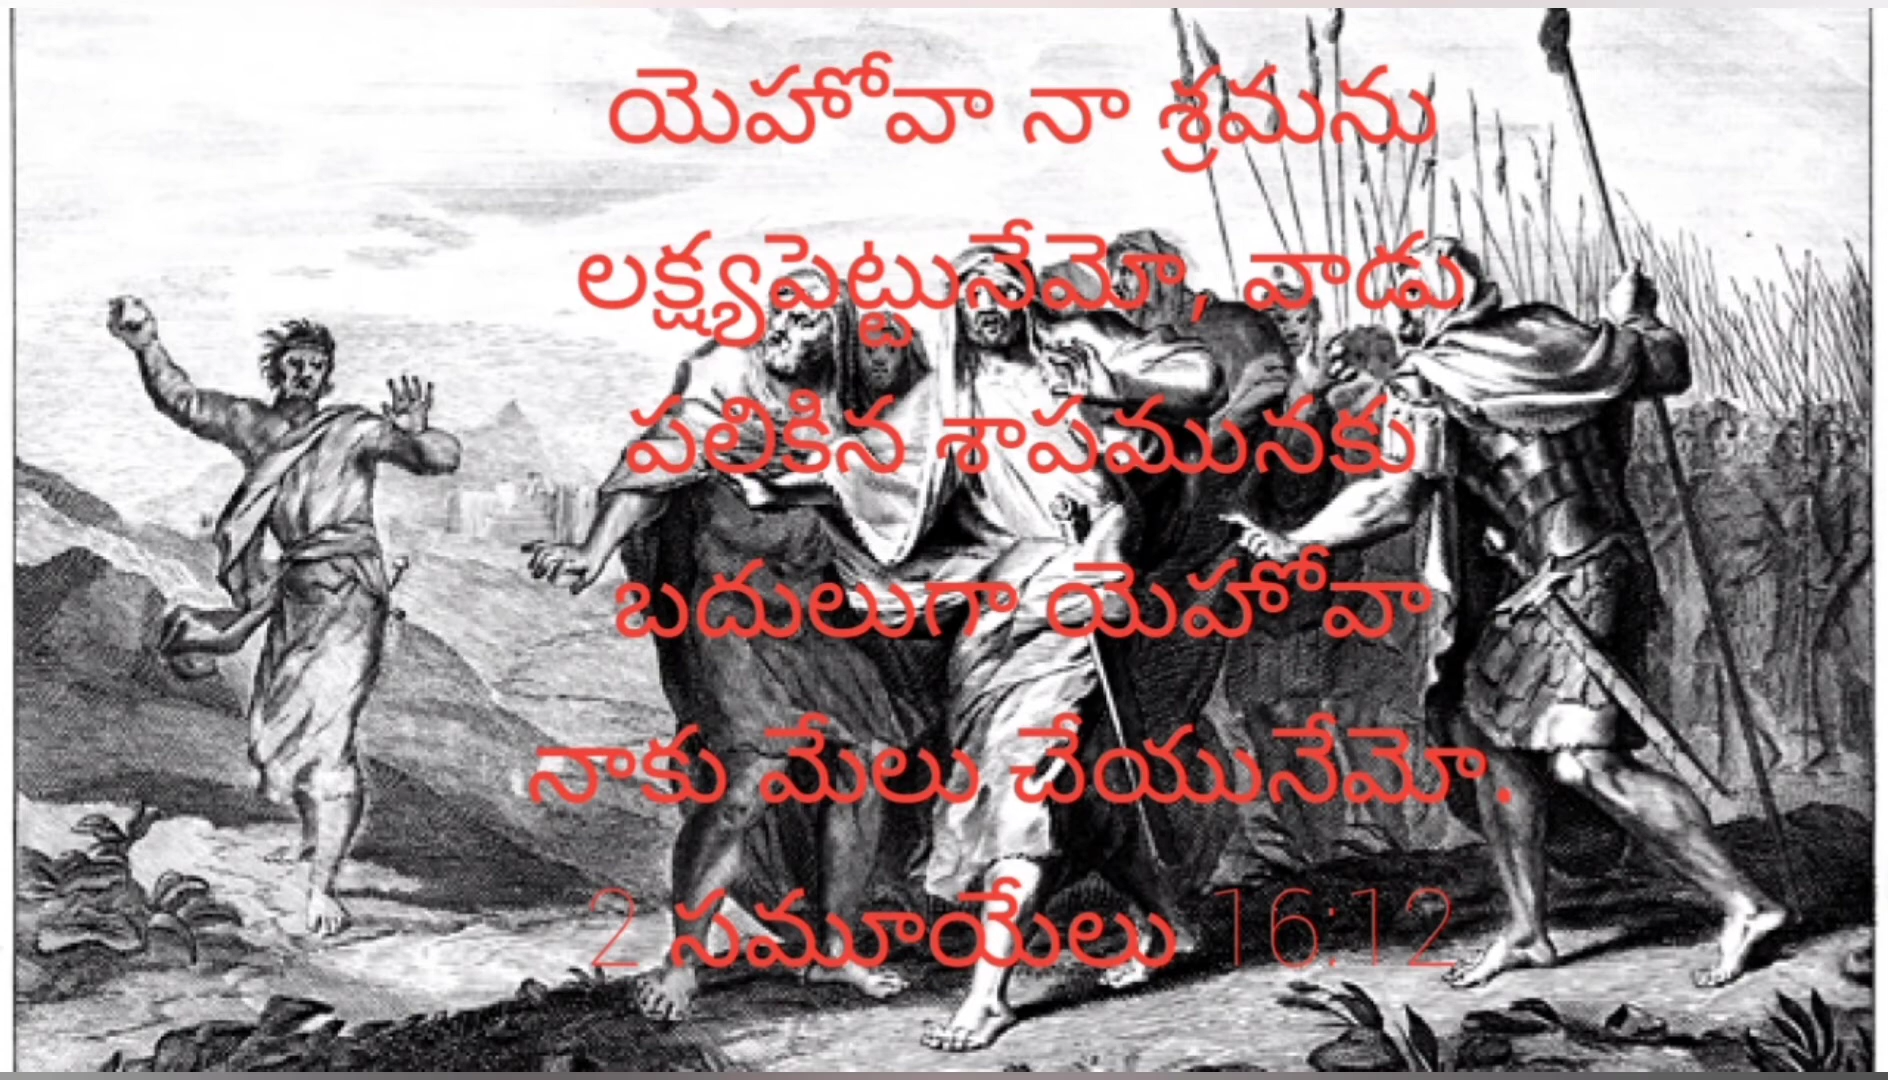 యెహోవా నా శ్రమను
లక్ష్యపెట్టునేమో, వాడు
పలికిన శాపమునకు
బదులుగా యెహోవా
నాకు మేలు చేయునేమో.
2 సమూయేలు 16:12